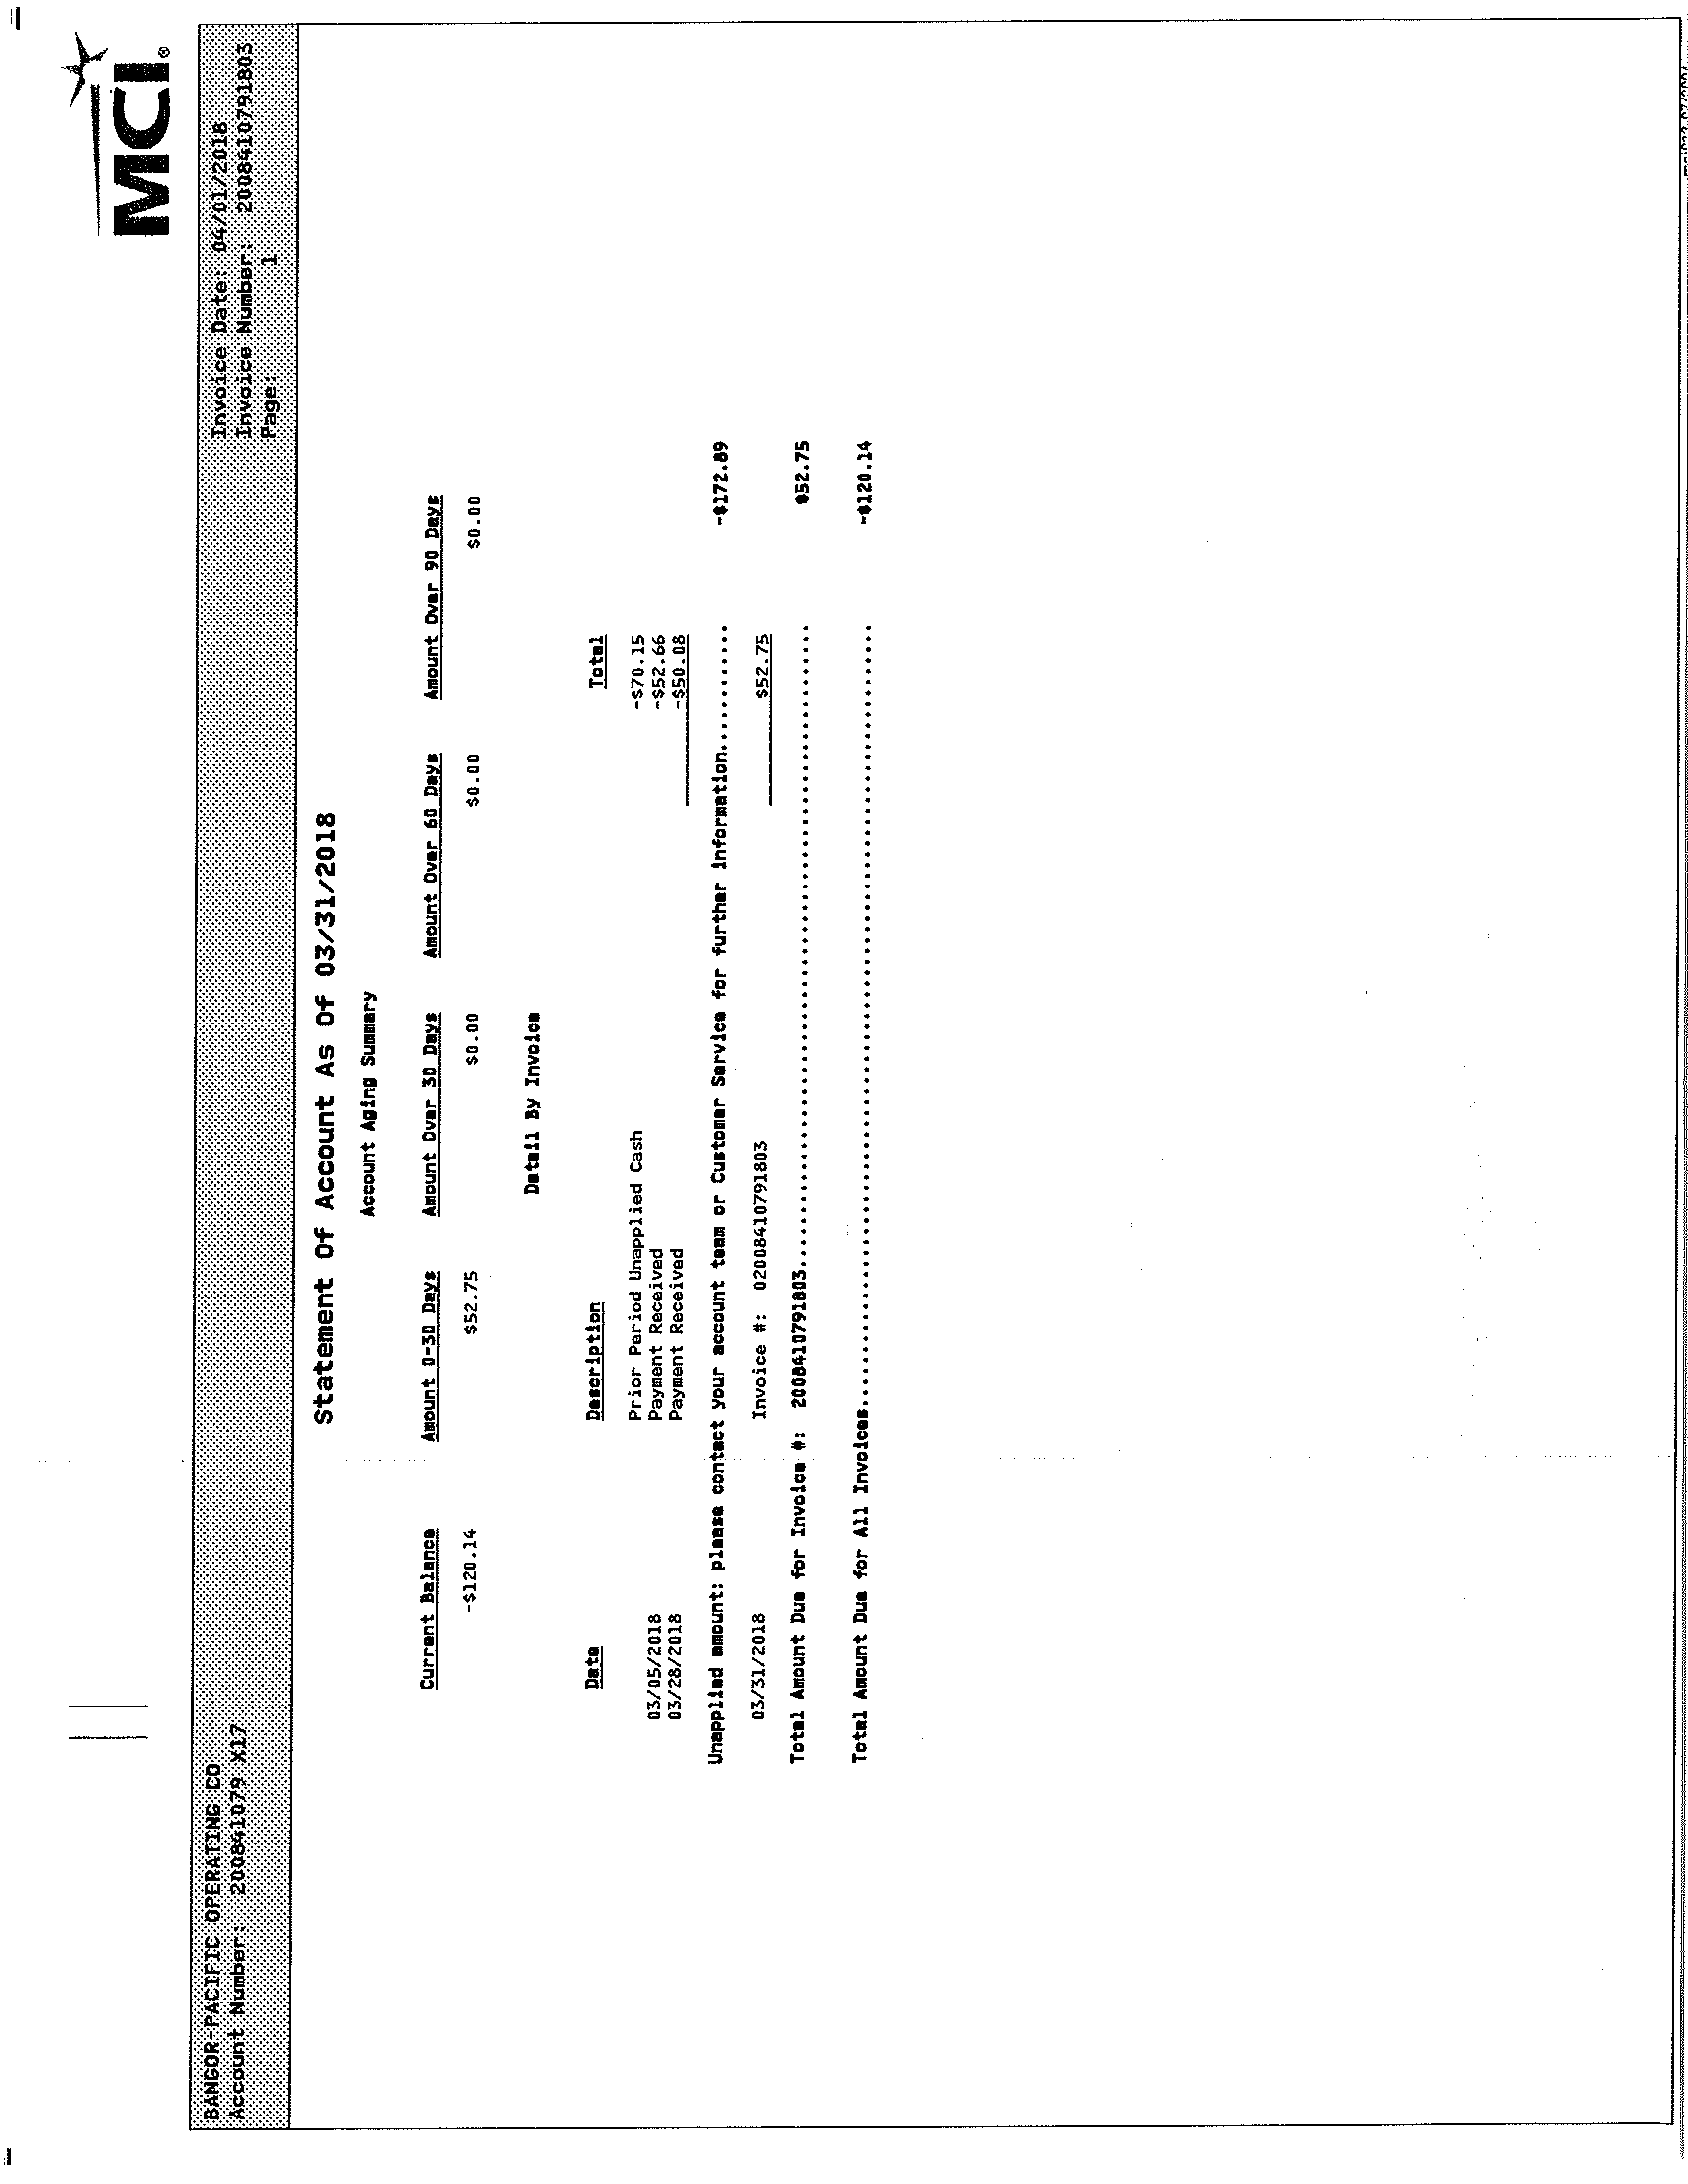 MCI®
BANGOR-PACIFIC OPERATING CO Invoice Date: 04/01/2018
Account Number: 200841079 X17 Invoice Number: 2008410791803
Page: 1
Statement Of Account As Of 03/31/2018
Account Aging Summary
Current Balance Amount 0-30 Days Amount Over 30 Days Amount Over 60 Days Amount Over 90 Days
-$120.14 $52.75 $0.00 $0.00 $0.00
Detail By Invoice
Date Description Total
Prior Period Unapplied Cash -$70.15
03/05/2018 Payment Received -$52.66
03/28/2018 Payment Received -$50.08
Unapplied amount: please contact your account team or Customer Service for further information........... -$172.89
03/31/2018 Invoice #: 02008410791803 $52.75
Total Amount Due for Invoice #: 2008410791803........................................................ $52.75
Total Amount Due for All Invoices.................................................................... -$120.14